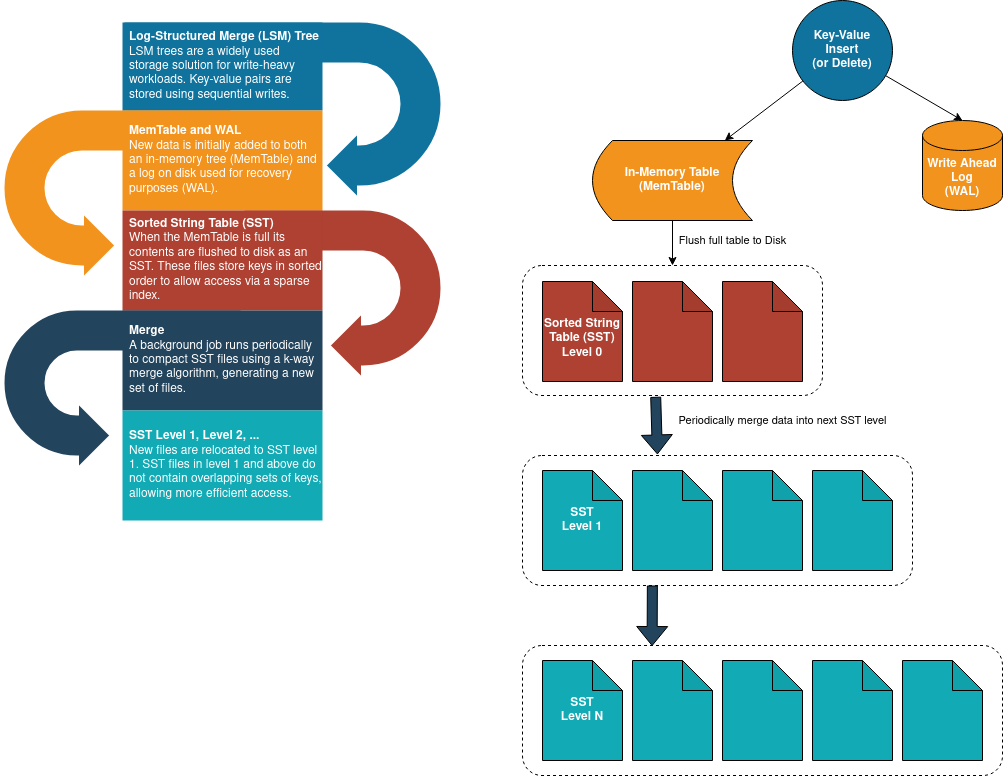 Log-Structured Merge (LSM) Tree
LSM trees are a widely used
storage solution for write-heavy
workloads. Key-value pairs are
stored using sequential writes.
MemTable and WAL
New data is initially added to both
an in-memory tree (MemTable) and
a log on disk used for recovery
purposes (WAL).
Sorted String Table (SST)
When the MemTable is full its
contents are flushed to disk as an
SST. These files store keys in sorted
order to allow access via a sparse
index.
Merge
A background job runs periodically
to compact SST files using a k-way
merge algorithm, generating a new
set of files.
SST Level 1, Level 2, ...
New files are relocated to SST level
1. SST files in level 1 and above do
not contain overlapping sets of keys,
allowing more efficient access.
Key-Value
Insert
(or Delete)
In-Memory Table
(MemTable)
Write Ahead
Log
(WAL)
Flush full table to Disk
Sorted String
Table (SST)
Level 0
Periodically merge data into next SST level
SST
Level 1
SST
Level N